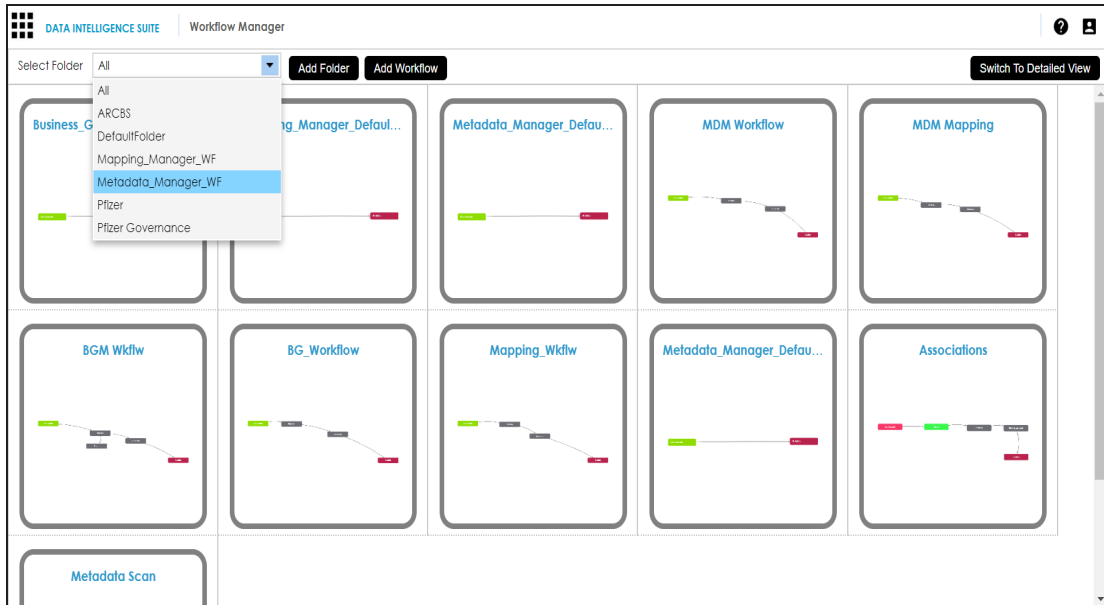 DATA INTELLIGENCE SUITE
Workflow Manager
Select Folder
All
Add Folder
Add Workflow
Switch To Detailed View
All
ARCBS
DefaultFolder
Mapping_Manager_WF
Metadata_Manager_WF
Pfizer
Pfizer Governance
Business_G
ng_Manager_Defaul...
Metadata_Manager_Defau...
MDM Workflow
MDM Mapping
BGM Wkflw
BG_Workflow
Mapping_Wkflw
Metadata_Manager_Defau...
Associations
Metadata Scan